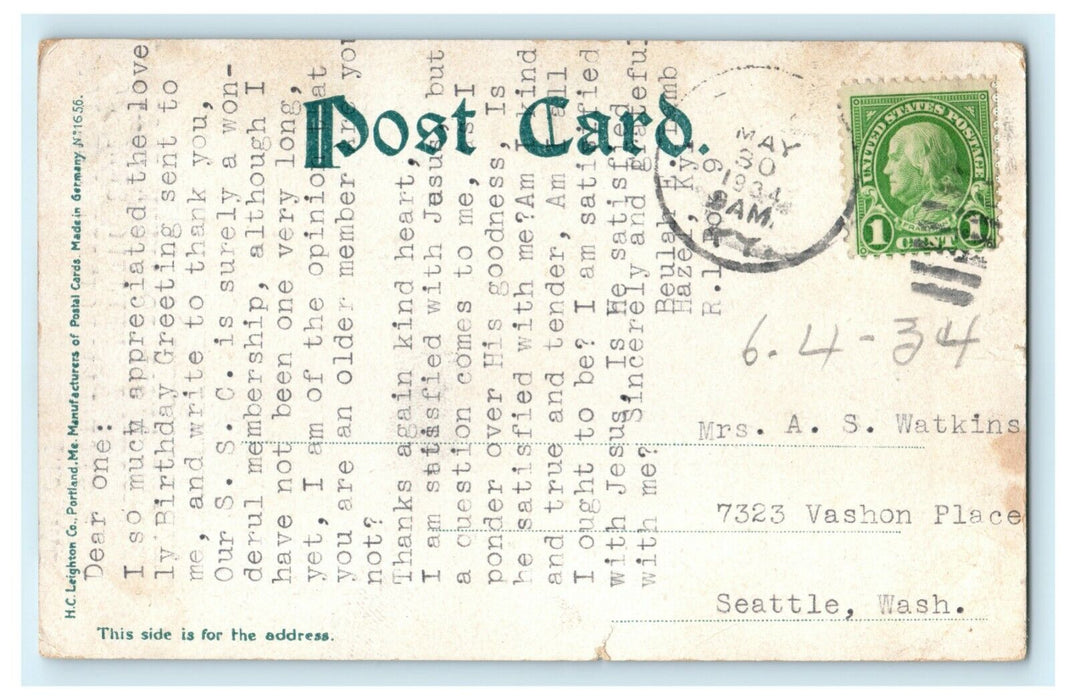 H.C. Leighton Co., Portland, Me. Manufacturers of Postal Cards. Made in Germany. No 1656.
Post Card.
This side is for the address.
UNITED STATES POSTAGE
1 CENT 1
MAY
30
9
1934
AM.
KY.
6-4-34
Mrs. A. S. Watkins
7323 Vashon Place
Seattle, Wash.
Dear one:
I so much appreciated the love
ly Birthday Greeting sent to
me, and write to thank you,
Our S. S. C. is surely a won-
derul membership, although I
have not been one very long,
yet, I am of the opinion that
you are an older member are you
not?
Thanks again kind heart,
I am satisfied with Jesus, but
a question comes to me, as I
ponder over His goodness, Is
he satisfied with me?Am I kind
and true and tender, Am I all
I ought to be? I am satisfied
with Jesus, Is He satisfied
with me? Sincerely and grateful
Beulah
Hazel, Ky,
R.1